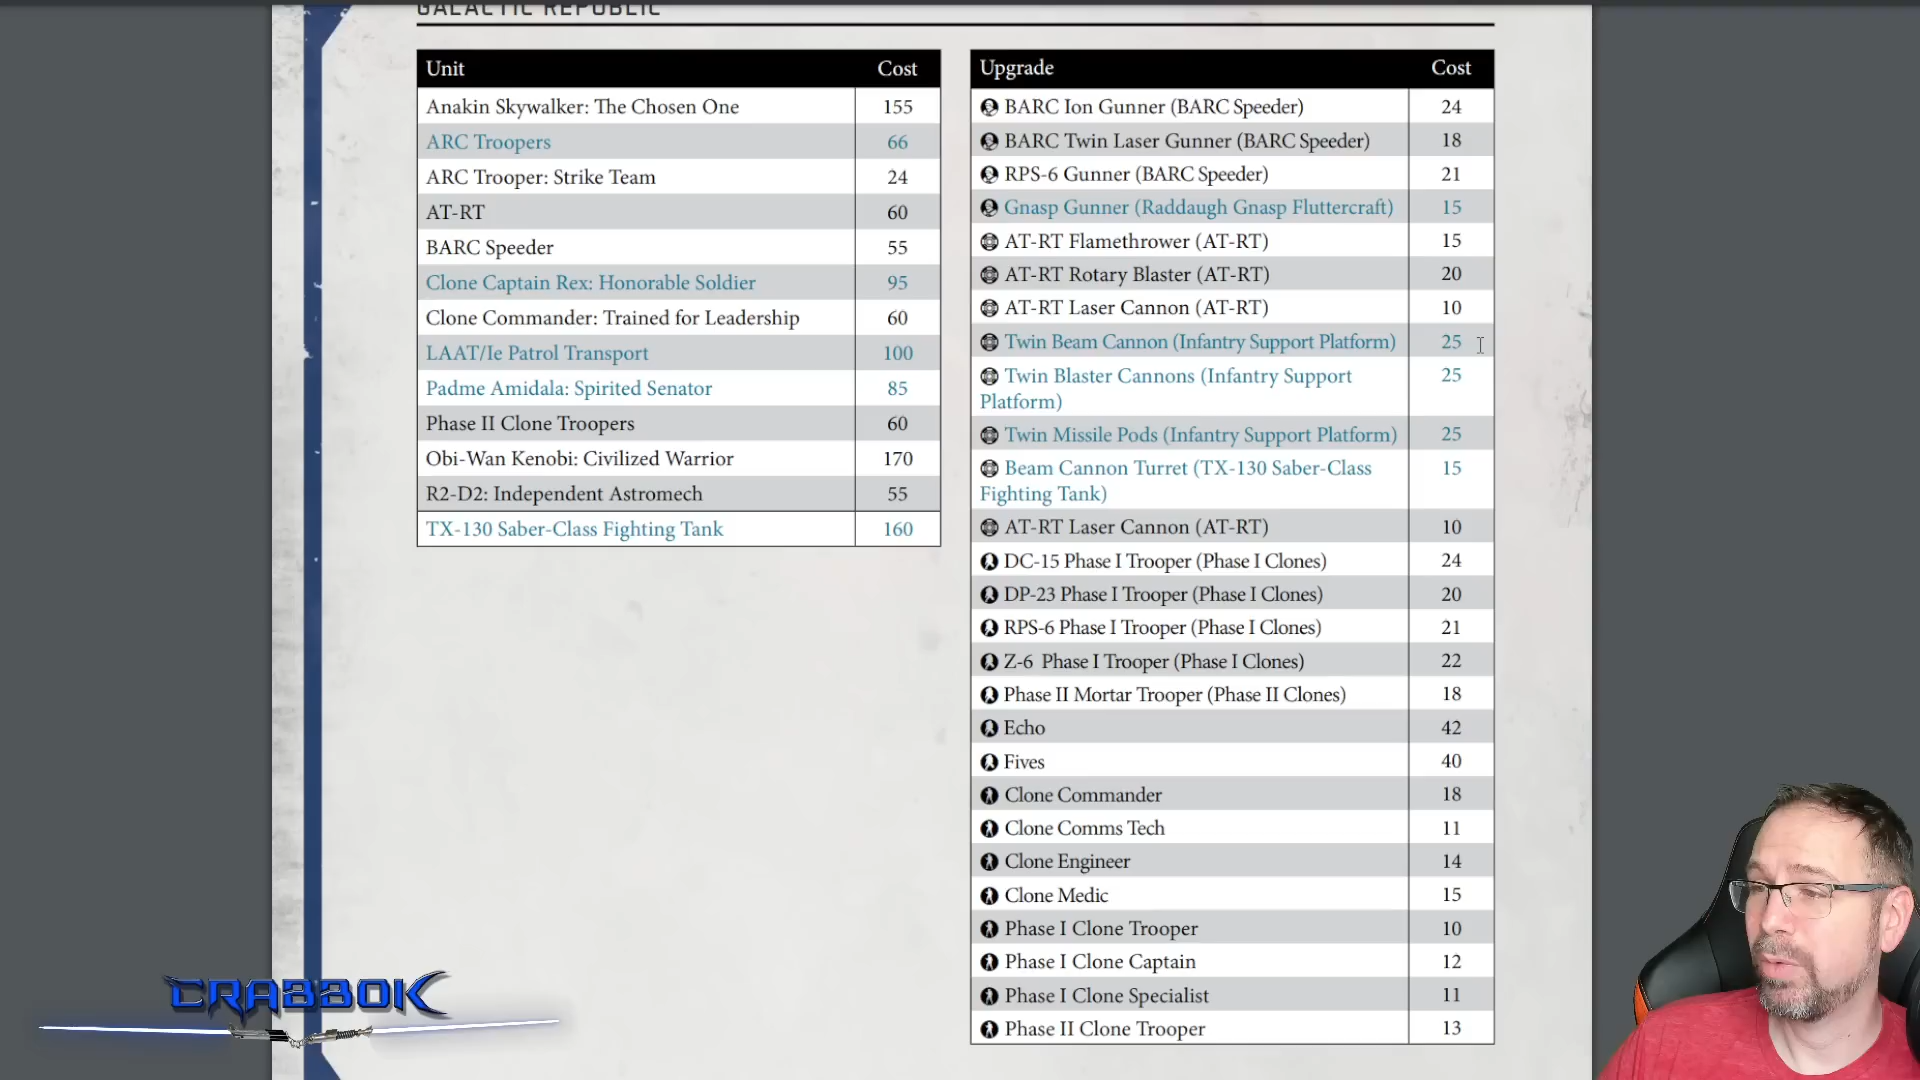 GALACTIC REPUBLIC
Unit Cost
Anakin Skywalker: The Chosen One 155
ARC Troopers 66
ARC Trooper: Strike Team 24
AT-RT 60
BARC Speeder 55
Clone Captain Rex: Honorable Soldier 95
Clone Commander: Trained for Leadership 60
LAAT/Ie Patrol Transport 100
Padme Amidala: Spirited Senator 85
Phase II Clone Troopers 60
Obi-Wan Kenobi: Civilized Warrior 170
R2-D2: Independent Astromech 55
TX-130 Saber-Class Fighting Tank 160
Upgrade Cost
BARC Ion Gunner (BARC Speeder) 24
BARC Twin Laser Gunner (BARC Speeder) 18
RPS-6 Gunner (BARC Speeder) 21
Gnasp Gunner (Raddaugh Gnasp Fluttercraft) 15
AT-RT Flamethrower (AT-RT) 15
AT-RT Rotary Blaster (AT-RT) 20
AT-RT Laser Cannon (AT-RT) 10
Twin Beam Cannon (Infantry Support Platform) 25
Twin Blaster Cannons (Infantry Support 25
Platform)
Twin Missile Pods (Infantry Support Platform) 25
Beam Cannon Turret (TX-130 Saber-Class 15
Fighting Tank)
AT-RT Laser Cannon (AT-RT) 10
DC-15 Phase I Trooper (Phase I Clones) 24
DP-23 Phase I Trooper (Phase I Clones) 20
RPS-6 Phase I Trooper (Phase I Clones) 21
Z-6 Phase I Trooper (Phase I Clones) 22
Phase II Mortar Trooper (Phase II Clones) 18
Echo 42
Fives 40
Clone Commander 18
Clone Comms Tech 11
Clone Engineer 14
Clone Medic 15
Phase I Clone Trooper 10
Phase I Clone Captain 12
Phase I Clone Specialist 11
Phase II Clone Trooper 13
CRABBOK